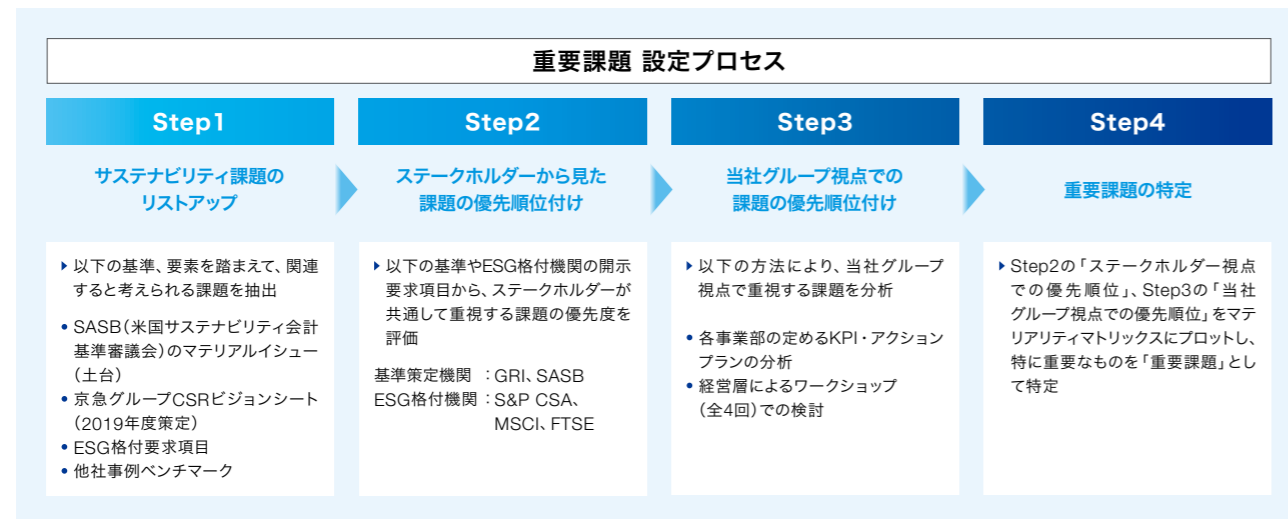 重要課題 設定プロセス
Step1
サステナビリティ課題の
リストアップ
以下の基準、要素を踏まえて、関連
すると考えられる課題を抽出
• SASB(米国サステナビリティ会計
基準審議会)のマテリアルイシュー
(土台)
• 京急グループCSRビジョンシート
(2019年度策定)
• ESG格付要求項目
• 他社事例ベンチマーク
Step2
ステークホルダーから見た
課題の優先順位付け
以下の基準やESG格付機関の開示
要求項目から、ステークホルダーが
共通して重視する課題の優先度を
評価
基準策定機関 :GRI、SASB
ESG格付機関:S&P CSA、
MSCI、FTSE
Step3
当社グループ視点での
課題の優先順位付け
以下の方法により、当社グループ
視点で重視する課題を分析
• 各事業部の定めるKPI・アクション
プランの分析
• 経営層によるワークショップ
(全4回)での検討
Step4
重要課題の特定
Step2の「ステークホルダー視点
での優先順位」、Step3の「当社
グループ視点での優先順位」をマテ
リアリティマトリックスにプロットし、
特に重要なものを「重要課題」とし
て特定